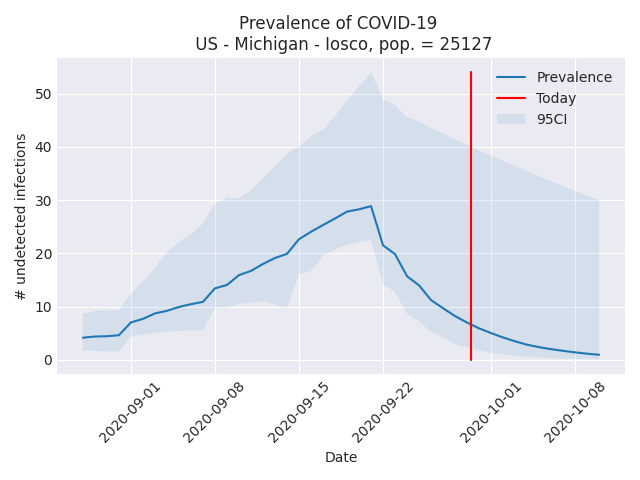 Prevalence of COVID-19
US - Michigan - Iosco, pop. = 25127
Prevalence
Today
95CI
# undetected infections
50
40
30
20
10
0
2020-09-01
2020-09-08
2020-09-15
2020-09-22
2020-10-01
2020-10-08
Date